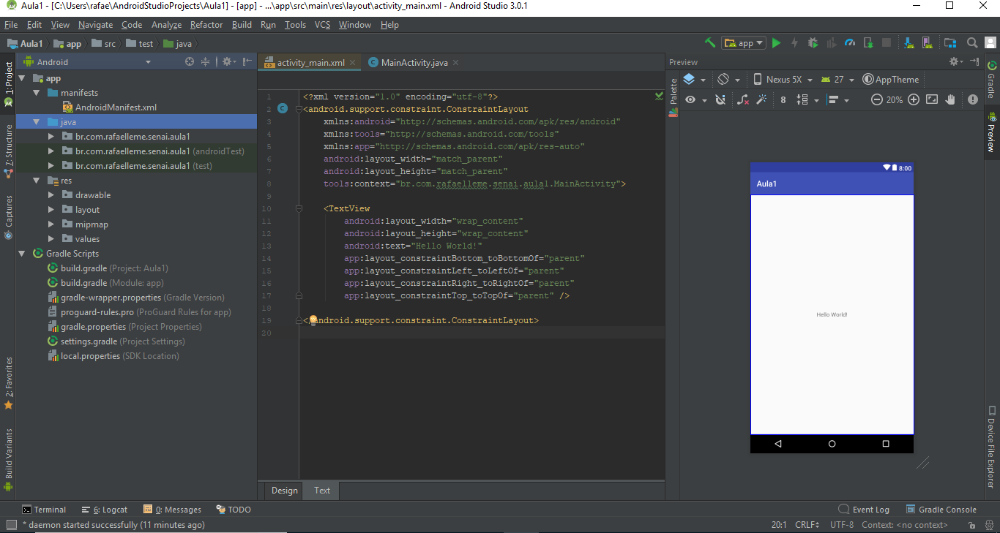 Aula1 - [C:\Users\rafae\AndroidStudioProjects\Aula1] - [app] - ...\app\src\main\res\layout\activity_main.xml - Android Studio 3.0.1
File Edit View Navigate Code Analyze Refactor Build Run Tools VCS Window Help
Aula1 app src test java app
1: Project
7: Structure
Captures
2: Favorites
Build Variants
Android
app
manifests
AndroidManifest.xml
java
br.com.rafaelleme.senai.aula1
br.com.rafaelleme.senai.aula1 (androidTest)
br.com.rafaelleme.senai.aula1 (test)
res
drawable
layout
mipmap
values
Gradle Scripts
build.gradle (Project: Aula1)
build.gradle (Module: app)
gradle-wrapper.properties (Gradle Version)
proguard-rules.pro (ProGuard Rules for app)
gradle.properties (Project Properties)
settings.gradle (Project Settings)
local.properties (SDK Location)
activity_main.xml MainActivity.java
1 <?xml version="1.0" encoding="utf-8"?>
2 <android.support.constraint.ConstraintLayout
3 xmlns:android="http://schemas.android.com/apk/res/android"
4 xmlns:tools="http://schemas.android.com/tools"
5 xmlns:app="http://schemas.android.com/apk/res-auto"
6 android:layout_width="match_parent"
7 android:layout_height="match_parent"
8 tools:context="br.com.rafaelleme.senai.aula1.MainActivity">
9
10 <TextView
11 android:layout_width="wrap_content"
12 android:layout_height="wrap_content"
13 android:text="Hello World!"
14 app:layout_constraintBottom_toBottomOf="parent"
15 app:layout_constraintLeft_toLeftOf="parent"
16 app:layout_constraintRight_toRightOf="parent"
17 app:layout_constraintTop_toTopOf="parent" />
18
19 </android.support.constraint.ConstraintLayout>
20
Design Text
Preview
Palette
Nexus 5X 27 AppTheme
8 20%
8:00
Aula1
Hello World!
Gradle
Preview
Device File Explorer
Terminal 6: Logcat 0: Messages TODO Event Log Gradle Console
* daemon started successfully (11 minutes ago) 20:1 CRLF UTF-8 Context: <no context>